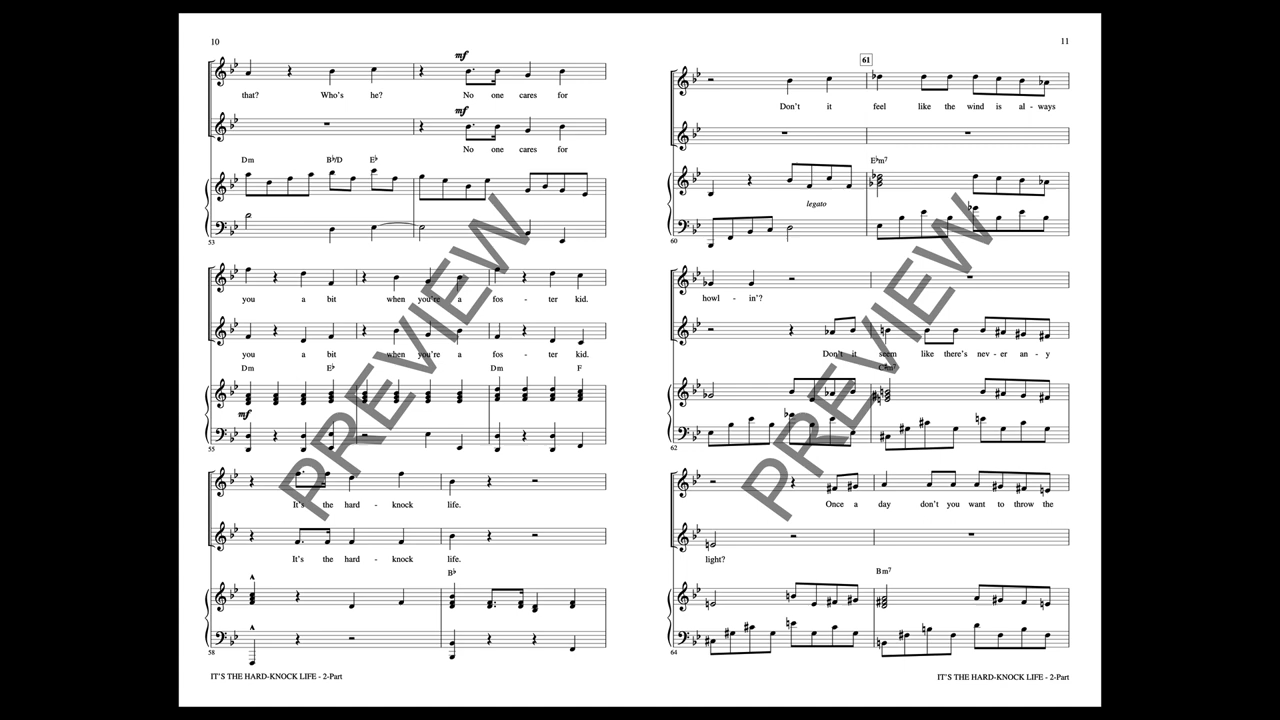 10
mf
that? Who's he? No one cares for
mf
No one cares for
Dm B♭/D E♭
53
you a bit when you're a fos - ter kid.
you a bit when you're a fos - ter kid.
Dm E♭ Dm F
mf
55
It's the hard - knock life.
It's the hard - knock life.
B♭
58
IT'S THE HARD-KNOCK LIFE - 2-Part
PREVIEW
11
61
Don't it feel like the wind is al - ways
E♭m7
legato
60
howl - in'?
Don't it seem like there's nev - er an - y
C♯m7
62
Once a day don't you want to throw the
light?
Bm7
64
IT'S THE HARD-KNOCK LIFE - 2-Part
PREVIEW